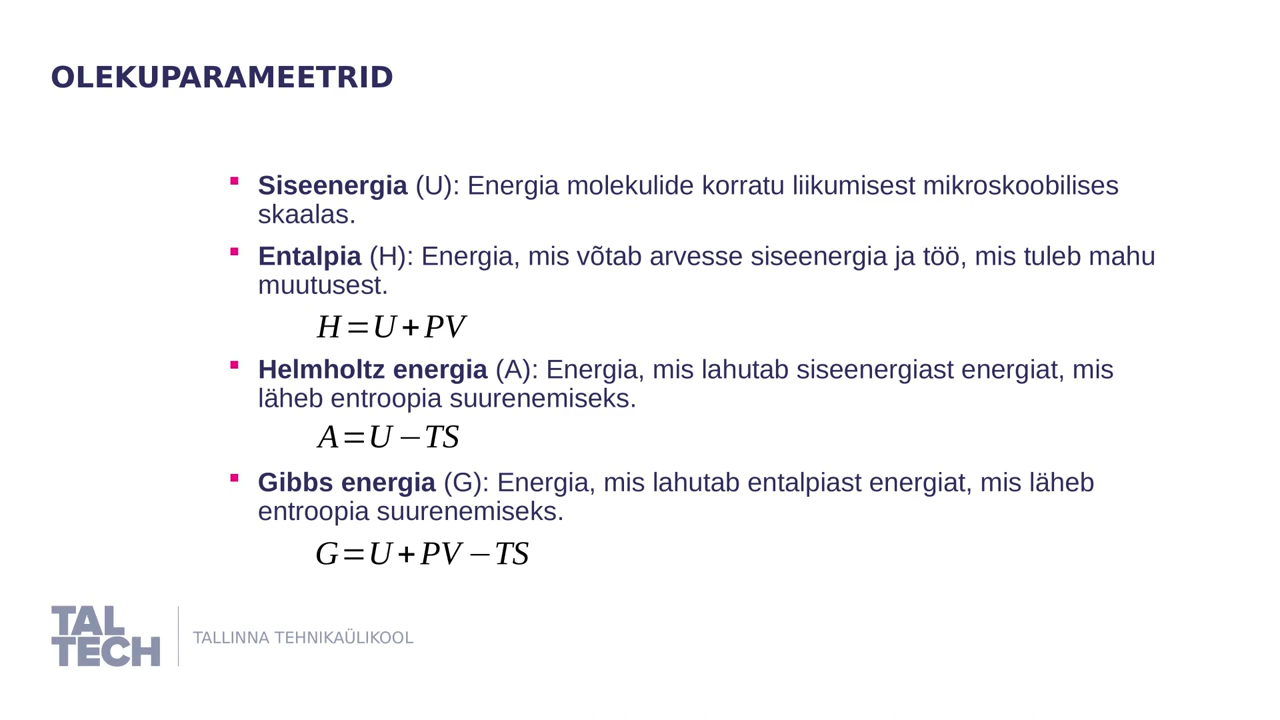 OLEKUPARAMEETRID
Siseenergia (U): Energia molekulide korratu liikumisest mikroskoobilises
skaalas.
Entalpia (H): Energia, mis võtab arvesse siseenergia ja töö, mis tuleb mahu
muutusest.
H=U+PV
Helmholtz energia (A): Energia, mis lahutab siseenergiast energiat, mis
läheb entroopia suurenemiseks.
A=U−TS
Gibbs energia (G): Energia, mis lahutab entalpiast energiat, mis läheb
entroopia suurenemiseks.
G=U+PV−TS
TAL
TECH
TALLINNA TEHNIKAÜLIKOOL